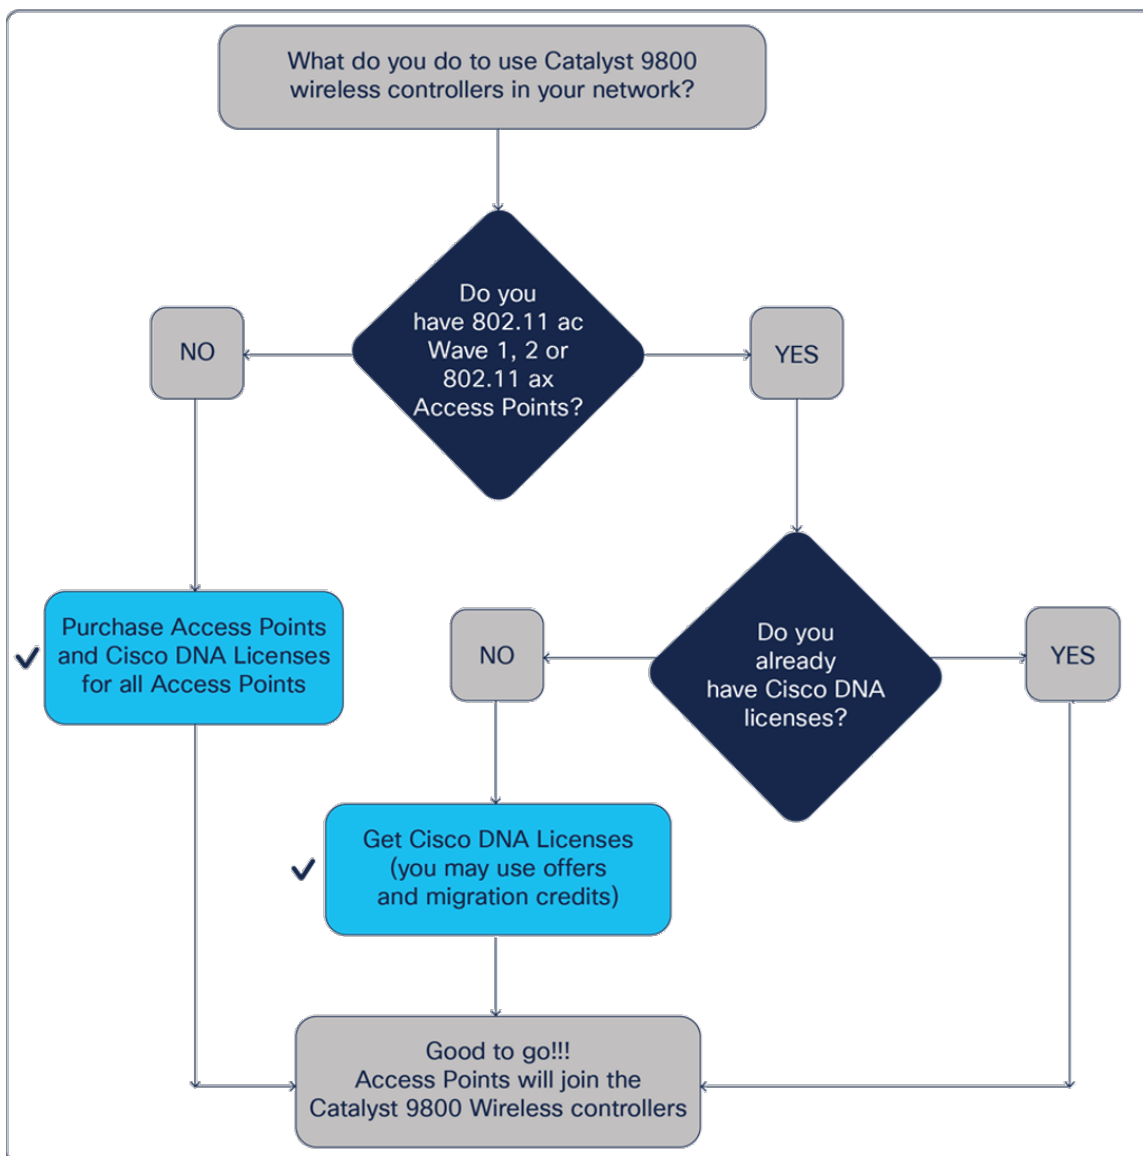 What do you do to use Catalyst 9800
wireless controllers in your network?
Do you
have 802.11 ac
Wave 1, 2 or
802.11 ax
Access Points?
NO
YES
Purchase Access Points
and Cisco DNA Licenses
for all Access Points
NO
Do you
already
have Cisco DNA
licenses?
YES
Get Cisco DNA Licenses
(you may use offers
and migration credits)
Good to go!!!
Access Points will join the
Catalyst 9800 Wireless controllers